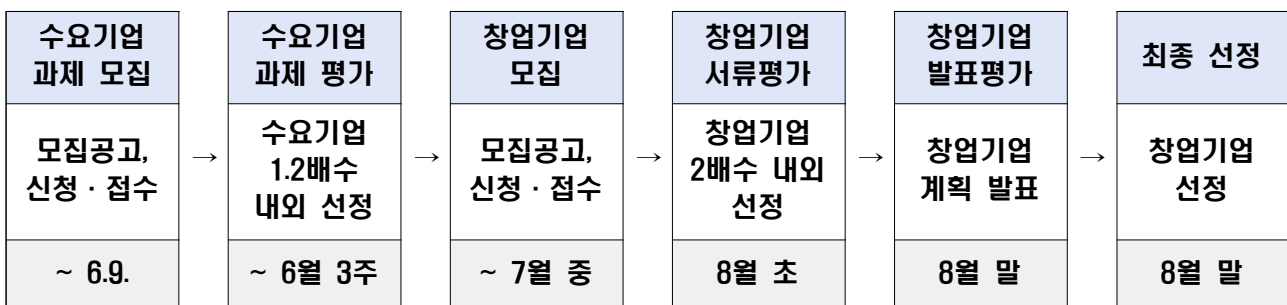 수요기업
과제 모집
모집공고,
신청 · 접수
~ 6.9.
→
수요기업
과제 평가
수요기업
1.2배수
내외 선정
~ 6월 3주
→
창업기업
모집
모집공고,
신청 · 접수
~ 7월 중
→
창업기업
서류평가
창업기업
2배수 내외
선정
8월 초
→
창업기업
발표평가
창업기업
계획 발표
8월 말
→
최종 선정
창업기업
선정
8월 말